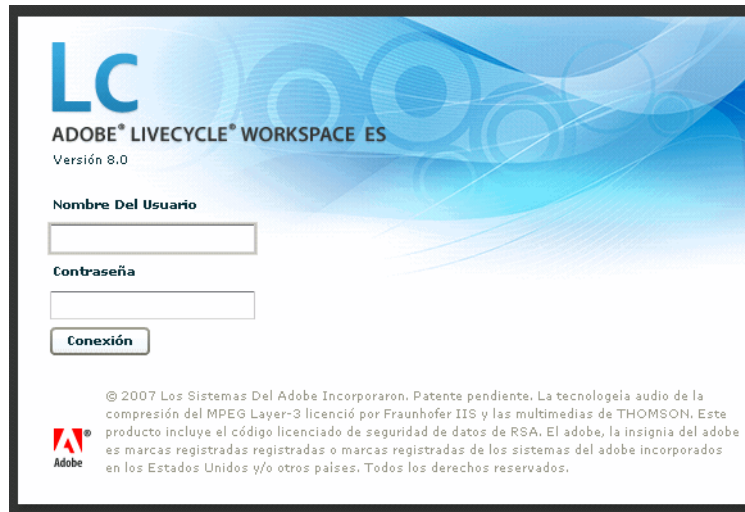 Lc
ADOBE® LIVECYCLE® WORKSPACE ES
Versión 8.0
Nombre Del Usuario
Contraseña
Conexión
© 2007 Los Sistemas Del Adobe Incorporaron. Patente pendiente. La tecnologeía audio de la
compresión del MPEG Layer-3 licenció por Fraunhofer IIS y las multimedias de THOMSON. Este
producto incluye el código licenciado de seguridad de datos de RSA. El adobe, la insignia del adobe
es marcas registradas registradas o marcas registradas de los sistemas del adobe incorporados
en los Estados Unidos y/o otros países. Todos los derechos reservados.
Adobe